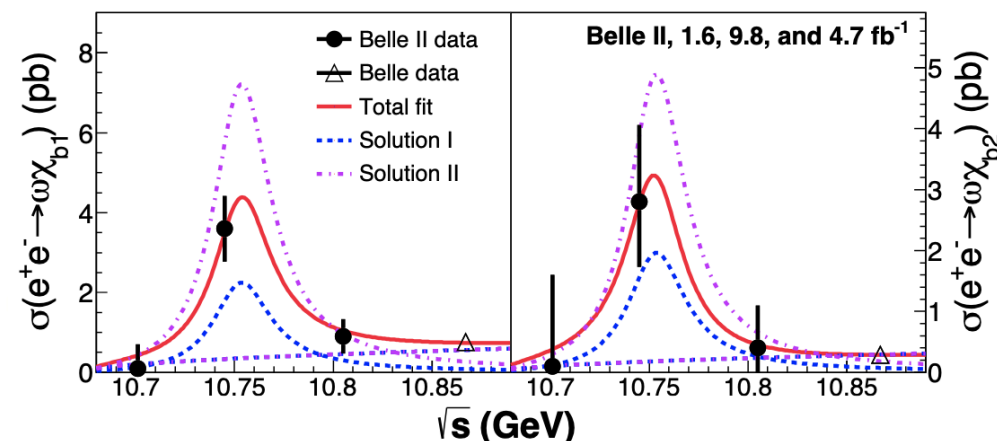 σ(e⁺e⁻→ωχb1) (pb)
8
6
4
2
0
Belle II data
Belle data
Total fit
Solution I
Solution II
Belle II, 1.6, 9.8, and 4.7 fb⁻¹
5
4
3
2
1
0
σ(e⁺e⁻→ωχb2) (pb)
10.7 10.75 10.8 10.85 10.7 10.75 10.8 10.85
√s (GeV)